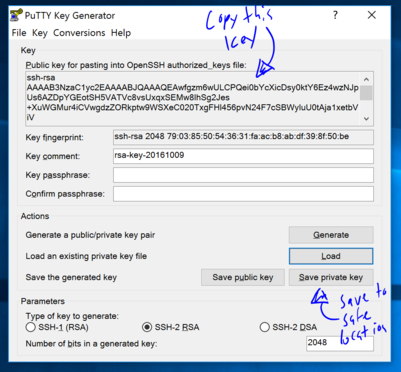 PuTTY Key Generator
copy this
key
File Key Conversions Help
Key
Public key for pasting into OpenSSH authorized_keys file:
ssh-rsa
AAAAB3NzaC1yc2EAAAABJQAAAQEAwfgzm6wULCPQei0bYcXicDsy0ktY6Ez4wzNJp
Us6AZDpYGEotSH5VATVc8vsUxqxSEMw8lhSg2Jes
+XuWGMur4iCVwgdzZORkptw9WSXeC020TxgFHI456pvN24F7cSBWyluU0tAja1xetbV
iV
Key fingerprint: ssh-rsa 2048 79:03:85:50:54:36:31:fa:ac:b8:ab:df:39:8f:50:be
Key comment: rsa-key-20161009
Key passphrase:
Confirm passphrase:
Actions
Generate a public/private key pair Generate
Load an existing private key file Load
Save the generated key Save public key Save private key
save to
safe
location
Parameters
Type of key to generate:
SSH-1 (RSA) SSH-2 RSA SSH-2 DSA
Number of bits in a generated key: 2048